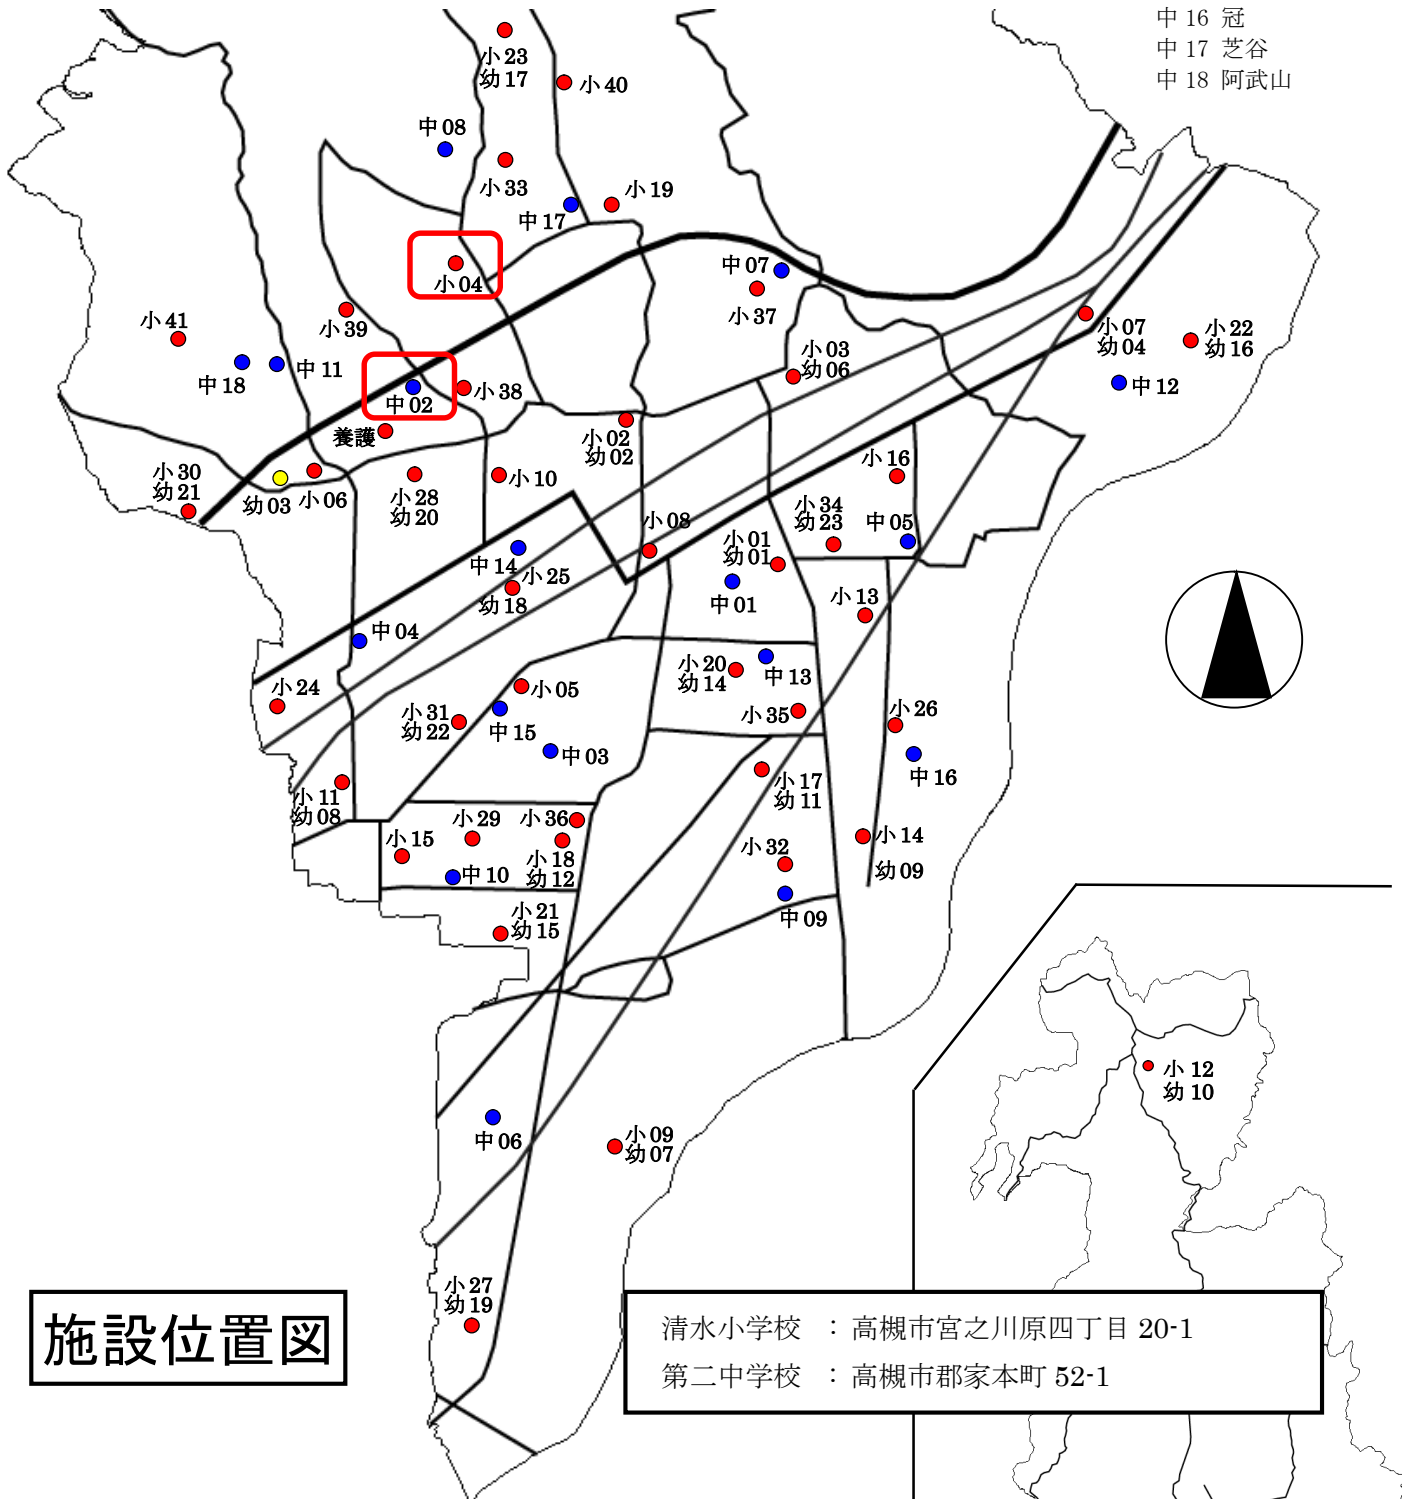 中 16 冠
中 17 芝谷
中 18 阿武山
小 23
幼 17
小 40
中 08
小 33
小 19
中 17
小 04
中 07
小 37
小 39
小 41
中 18
中 11
小 03
幼 06
小 07
幼 04
小 22
幼 16
中 12
中 02
小 38
養護
小 02
幼 02
小 30
幼 21
幼 03
小 06
小 28
幼 20
小 10
小 16
小 34
幼 23
中 05
小 08
小 01
幼 01
中 01
中 14
小 25
幼 18
小 13
中 04
小 20
幼 14
中 13
小 24
小 05
小 31
幼 22
中 15
中 03
小 35
小 26
中 16
小 11
幼 08
小 17
幼 11
小 15
小 29
小 36
小 18
幼 12
中 10
小 32
小 14
幼 09
中 09
小 21
幼 15
小 12
幼 10
中 06
小 09
幼 07
小 27
幼 19
施設位置図
清水小学校 ：高槻市宮之川原四丁目 20-1
第二中学校 ：高槻市郡家本町 52-1